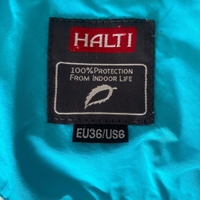 HALTI
100% PROTECTION
FROM INDOOR LIFE
EU36/US6